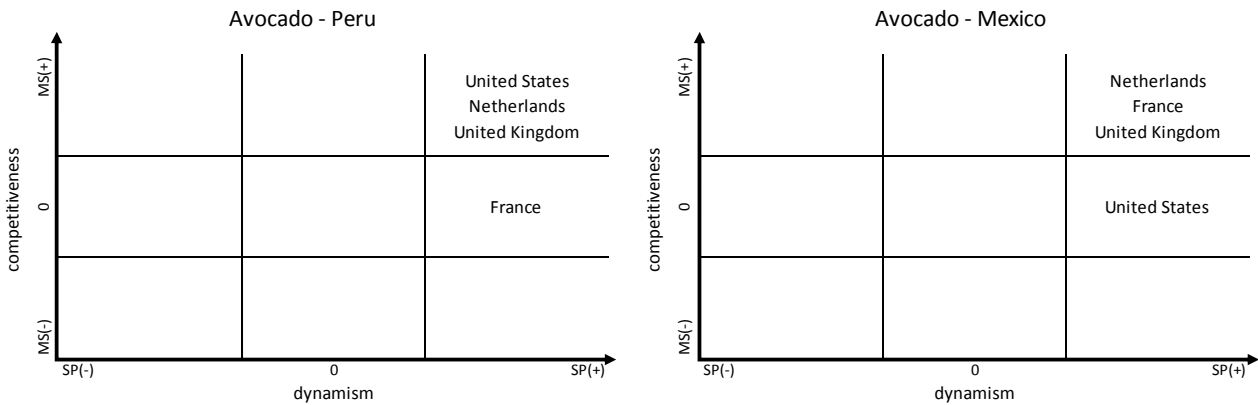 Avocado - Peru
MS(+)
United States
Netherlands
United Kingdom
competitiveness
0
France
MS(-)
SP(-)
0
SP(+)
dynamism
Avocado - Mexico
MS(+)
Netherlands
France
United Kingdom
competitiveness
0
United States
MS(-)
SP(-)
0
SP(+)
dynamism